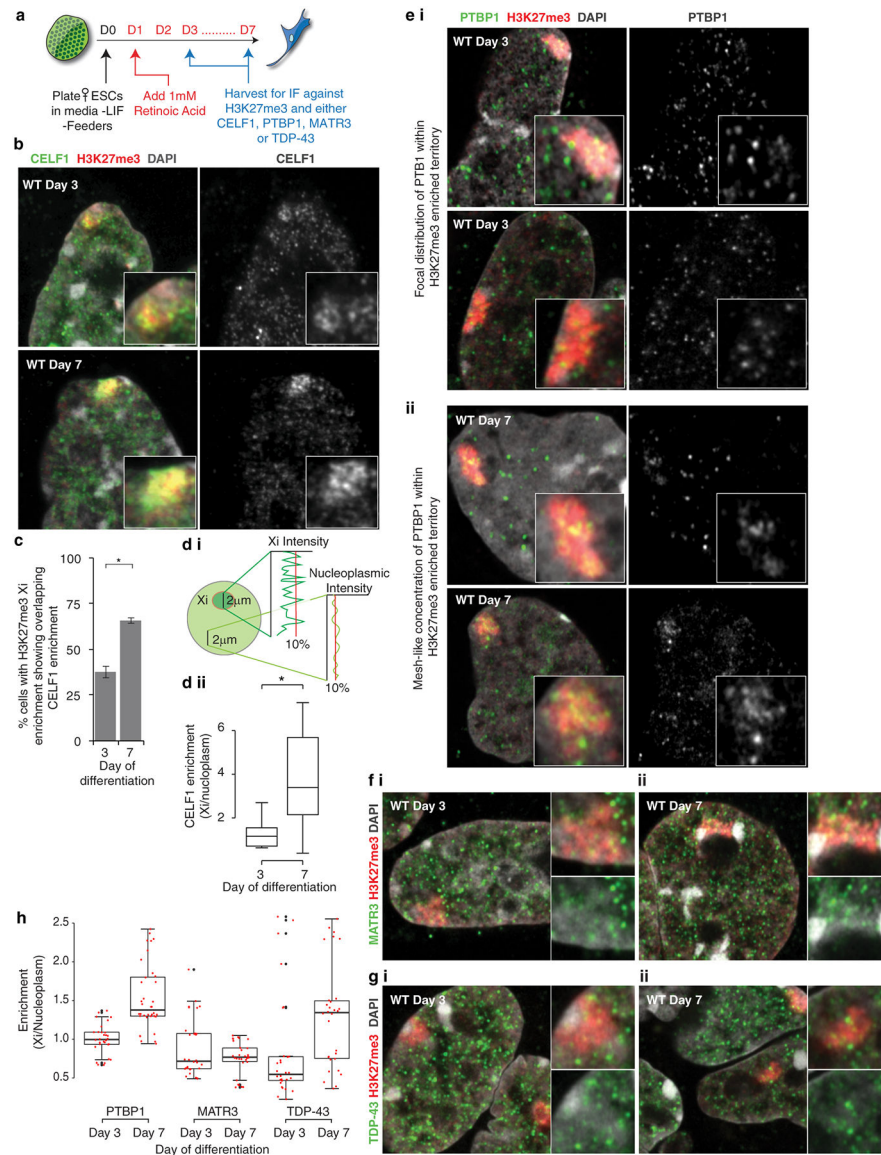 a
D0 D1 D2 D3 .......... D7
Plate ♀ ESCs
in media -LIF
-Feeders
Add 1mM
Retinoic Acid
Harvest for IF against
H3K27me3 and either
CELF1, PTBP1, MATR3
or TDP-43
b
CELF1 H3K27me3 DAPI
CELF1
WT Day 3
WT Day 7
c
% cells with H3K27me3 Xi
enrichment showing overlapping
CELF1 enrichment
100
75
50
25
0
*
3 7
Day of
differentiation
d i
Xi Intensity
Nucleoplasmic
Intensity
Xi
2μm
2μm
10%
10%
d ii
*
CELF1 enrichment
(Xi/nucloplasm)
6
4
2
3 7
Day of differentiation
e i
PTBP1 H3K27me3 DAPI
PTBP1
Focal distribution of PTB1 within
H3K27me3 enriched territory
WT Day 3
WT Day 3
ii
Mesh-like concentration of PTBP1 within
H3K27me3 enriched territory
WT Day 7
WT Day 7
f i
MATR3 H3K27me3 DAPI
WT Day 3
ii
WT Day 7
g i
TDP-43 H3K27me3 DAPI
WT Day 3
ii
WT Day 7
h
Enrichment
(Xi/Nucleoplasm)
2.5
2.0
1.5
1.0
0.5
PTBP1 MATR3 TDP-43
Day 3 Day 7 Day 3 Day 7 Day 3 Day 7
Day of differentiation